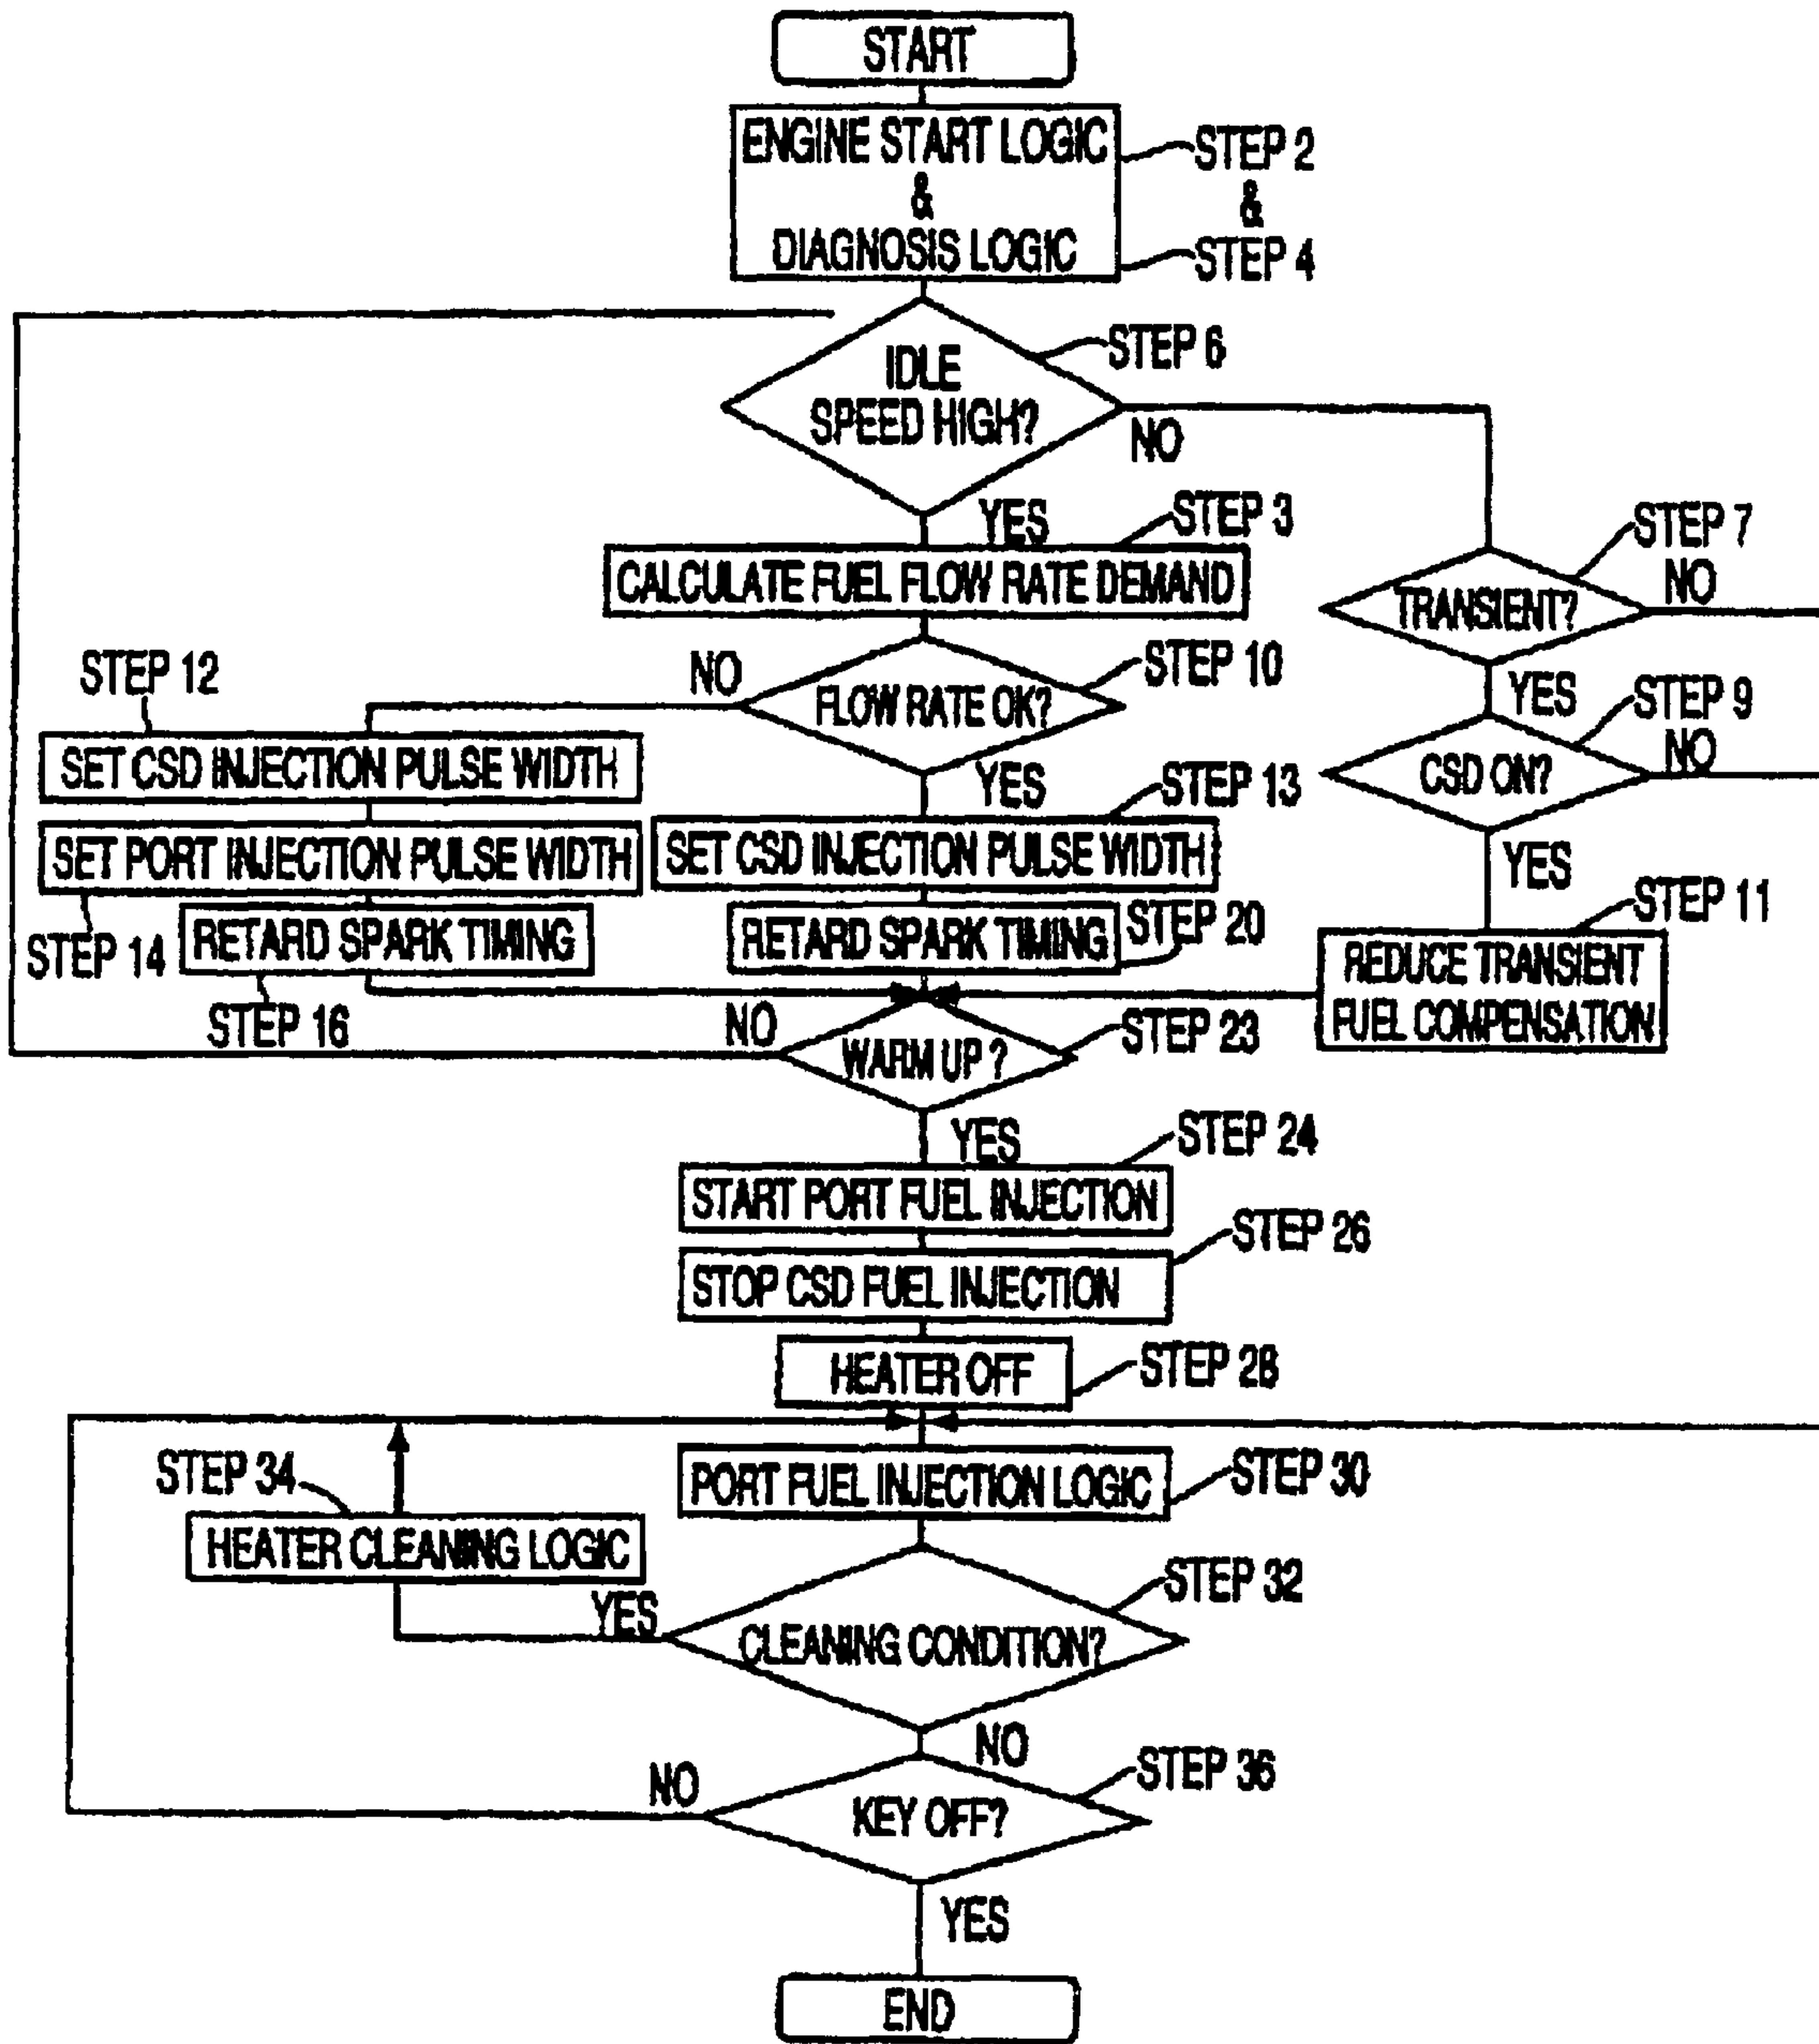 START
ENGINE START LOGIC
&
DIAGNOSIS LOGIC
STEP 2
&
STEP 4
IDLE
SPEED HIGH?
STEP 6
NO
YES
STEP 3
CALCULATE FUEL FLOW RATE DEMAND
STEP 7
TRANSIENT?
NO
YES
STEP 10
FLOW RATE OK?
NO
YES
STEP 9
CSD ON?
NO
YES
STEP 12
SET CSD INJECTION PULSE WIDTH
SET PORT INJECTION PULSE WIDTH
STEP 14
RETARD SPARK TIMING
STEP 16
STEP 13
SET CSD INJECTION PULSE WIDTH
RETARD SPARK TIMING
STEP 20
STEP 11
REDUCE TRANSIENT
FUEL COMPENSATION
NO
WARM UP ?
STEP 23
YES
STEP 24
START PORT FUEL INJECTION
STEP 26
STOP CSD FUEL INJECTION
HEATER OFF
STEP 28
PORT FUEL INJECTION LOGIC
STEP 30
STEP 34
HEATER CLEANING LOGIC
YES
CLEANING CONDITION?
STEP 32
NO
NO
KEY OFF?
STEP 36
YES
END